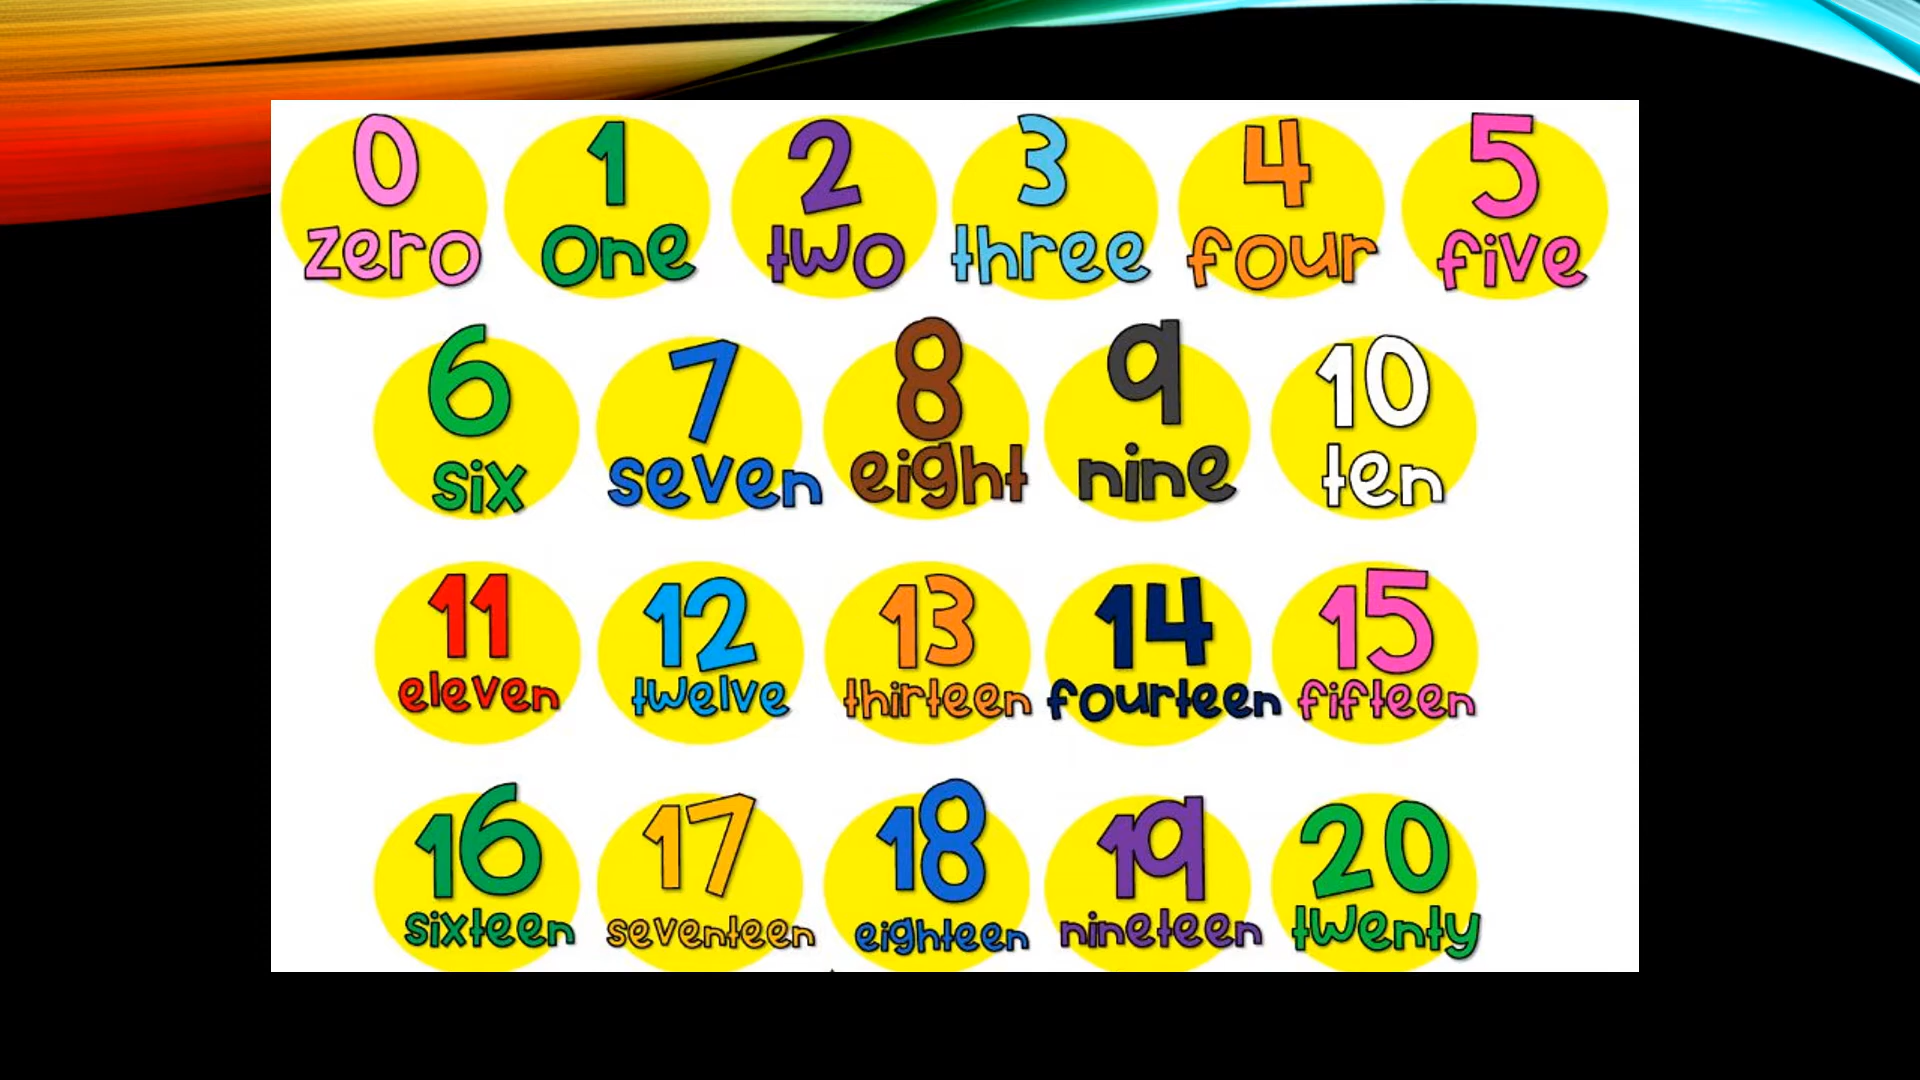 0 1 2 3 4 5
zero one two three four five
6 7 8 9 10
six seven eight nine ten
11 12 13 14 15
eleven twelve thirteen fourteen fifteen
16 17 18 19 20
sixteen seventeen eighteen nineteen twenty